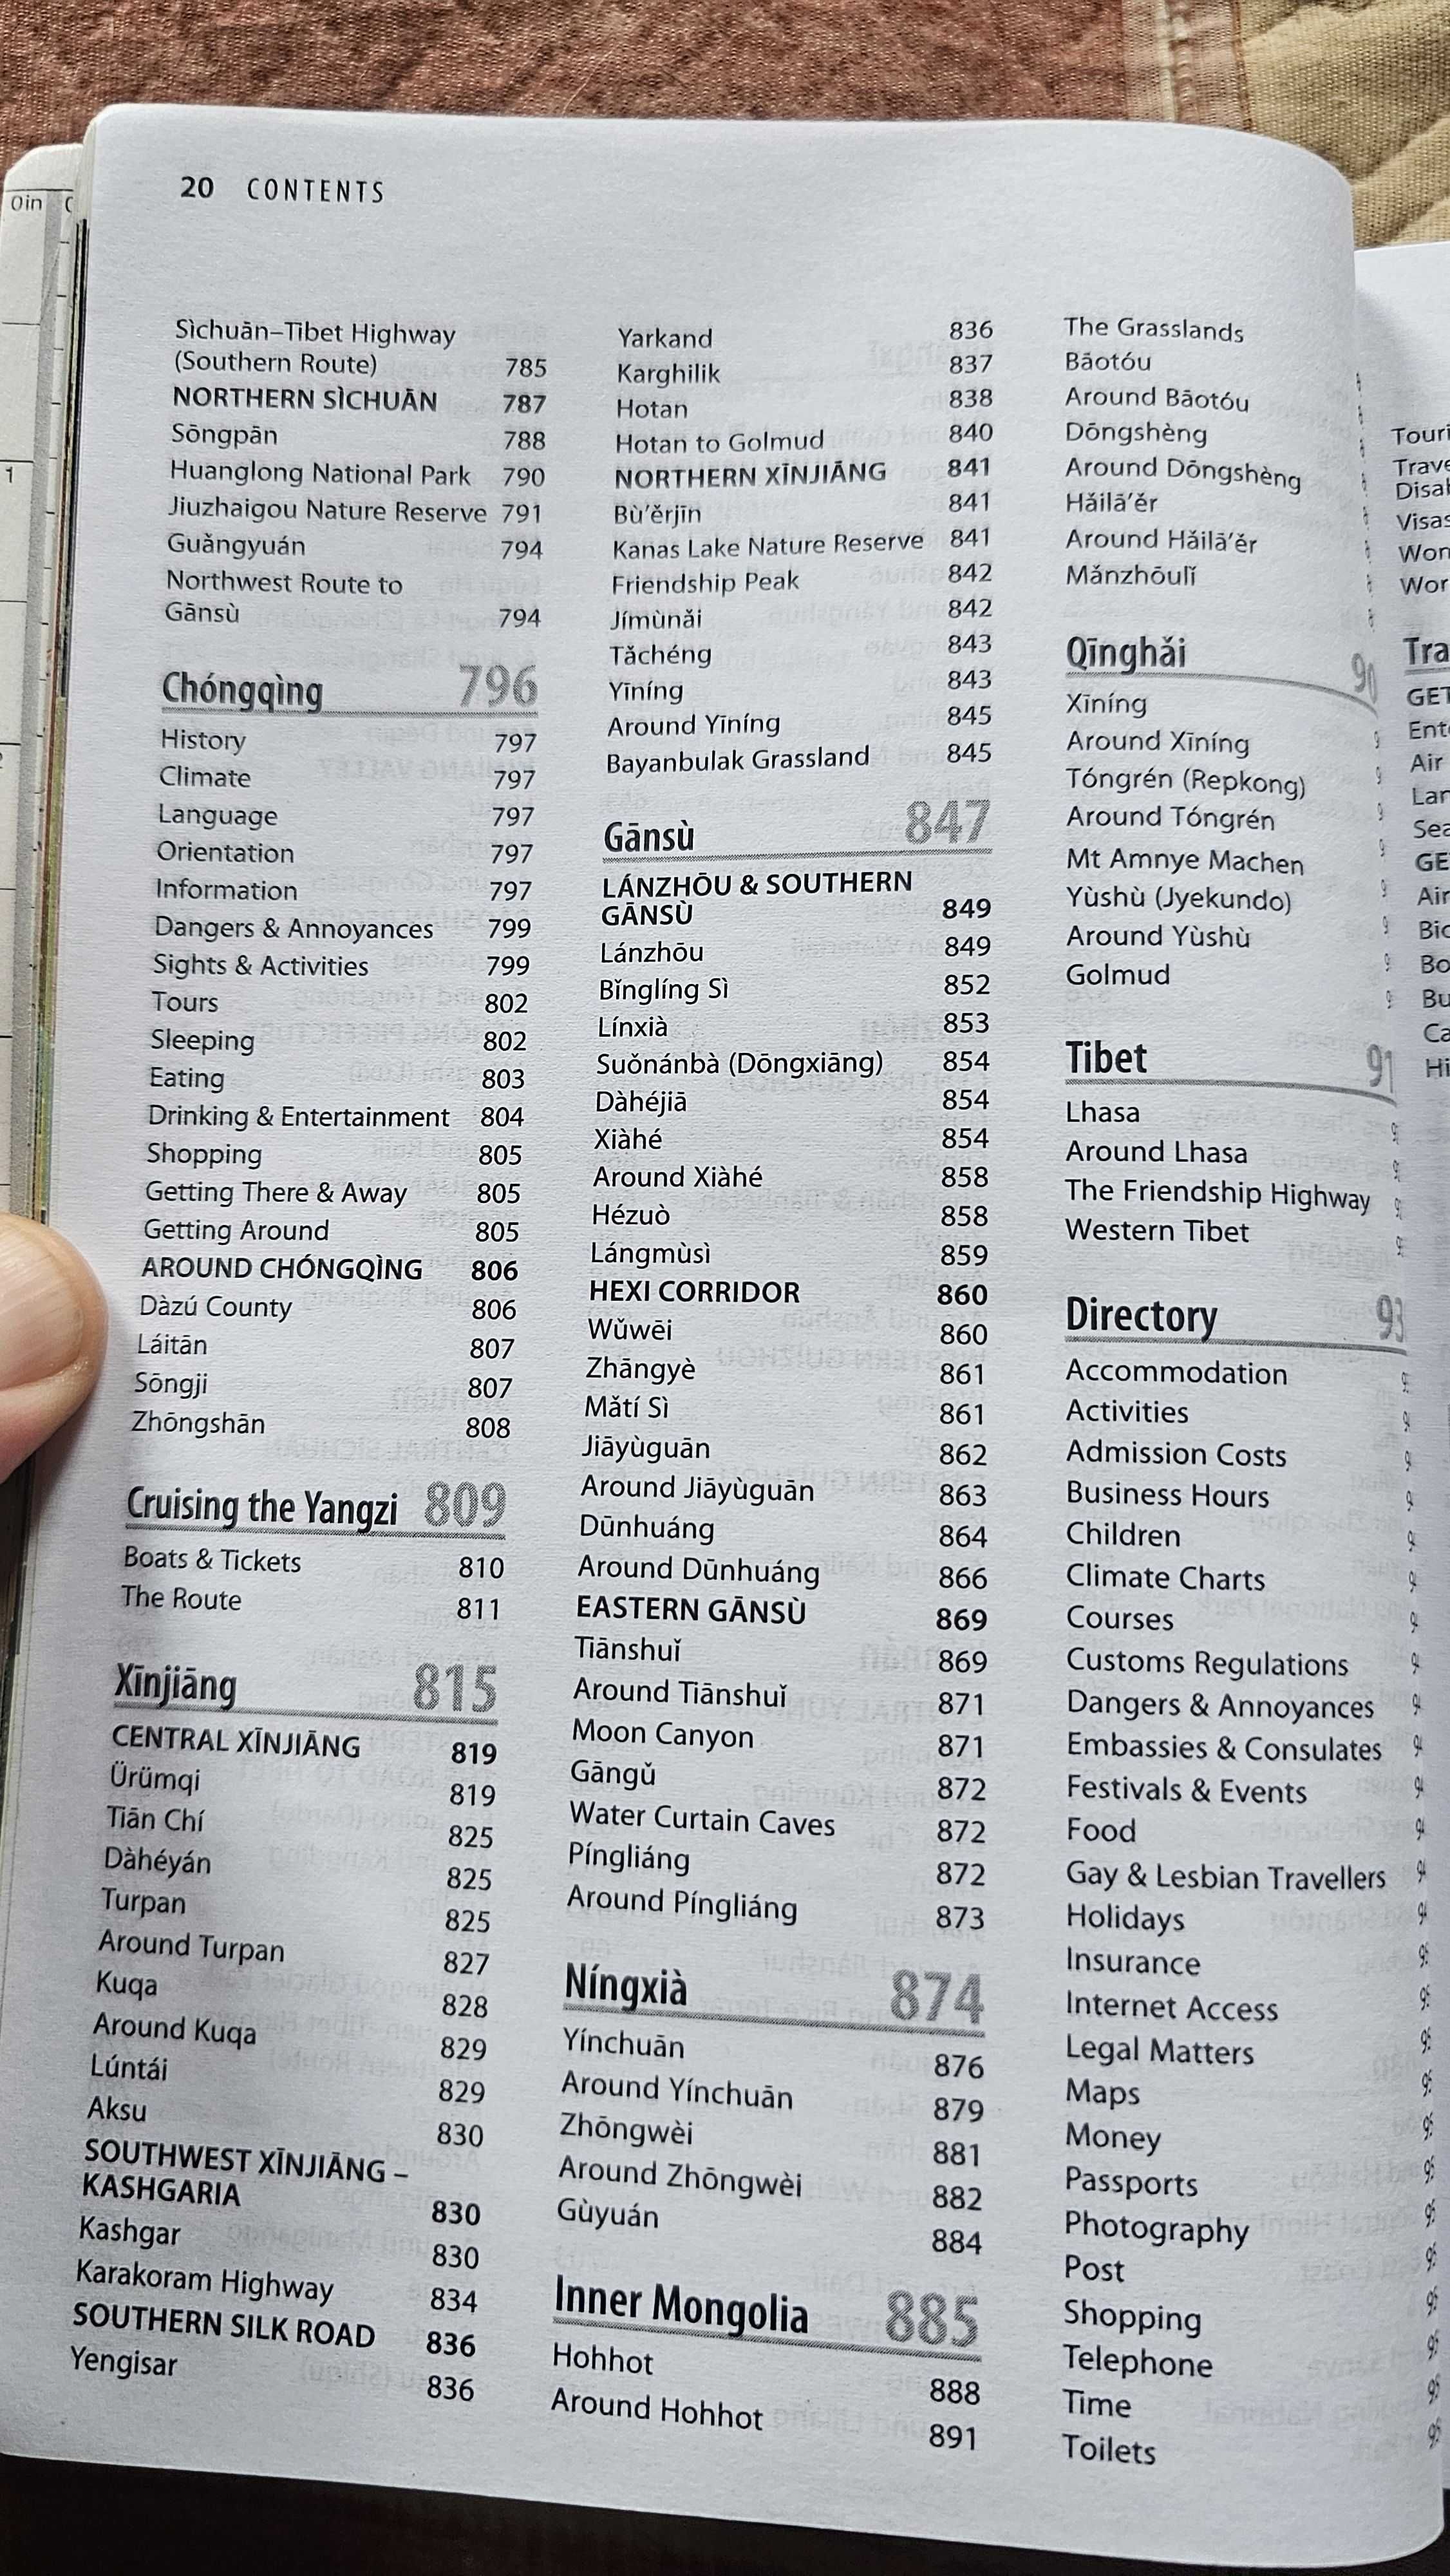 20 CONTENTS
Sìchuān–Tibet Highway
(Southern Route) 785
NORTHERN SÌCHUĀN 787
Sōngpān 788
Huanglong National Park 790
Jiuzhaigou Nature Reserve 791
Guǎngyuán 794
Northwest Route to
Gānsù 794
Chóngqìng 796
History 797
Climate 797
Language 797
Orientation 797
Information 797
Dangers & Annoyances 799
Sights & Activities 799
Tours 802
Sleeping 802
Eating 803
Drinking & Entertainment 804
Shopping 805
Getting There & Away 805
Getting Around 805
AROUND CHÓNGQÌNG 806
Dàzú County 806
Láitān 807
Sōngji 807
Zhōngshān 808
Cruising the Yangzi 809
Boats & Tickets 810
The Route 811
Xīnjiāng 815
CENTRAL XĪNJIĀNG 819
Ürümqi 819
Tiān Chí 825
Dàhéyán 825
Turpan 825
Around Turpan 827
Kuqa 828
Around Kuqa 829
Lúntái 829
Aksu 830
SOUTHWEST XĪNJIĀNG –
KASHGARIA 830
Kashgar 830
Karakoram Highway 834
SOUTHERN SILK ROAD 836
Yengisar 836
Yarkand 836
Karghilik 837
Hotan 838
Hotan to Golmud 840
NORTHERN XĪNJIĀNG 841
Bù'ěrjīn 841
Kanas Lake Nature Reserve 841
Friendship Peak 842
Jímùnǎi 842
Tǎchéng 843
Yīníng 843
Around Yīníng 845
Bayanbulak Grassland 845
Gānsù 847
LÁNZHŌU & SOUTHERN
GĀNSÙ 849
Lánzhōu 849
Bǐnglíng Sì 852
Línxià 853
Suǒnánbà (Dōngxiāng) 854
Dàhéjiā 854
Xiàhé 854
Around Xiàhé 858
Hézuò 858
Lángmùsì 859
HEXI CORRIDOR 860
Wǔwēi 860
Zhāngyè 861
Mǎtí Sì 861
Jiāyùguān 862
Around Jiāyùguān 863
Dūnhuáng 864
Around Dūnhuáng 866
EASTERN GĀNSÙ 869
Tiānshuǐ 869
Around Tiānshuǐ 871
Moon Canyon 871
Gāngǔ 872
Water Curtain Caves 872
Píngliáng 872
Around Píngliáng 873
Níngxià 874
Yínchuān 876
Around Yínchuān 879
Zhōngwèi 881
Around Zhōngwèi 882
Gùyuán 884
Inner Mongolia 885
Hohhot 888
Around Hohhot 891
The Grasslands
Bāotóu
Around Bāotóu
Dōngshèng
Around Dōngshèng
Hǎilā'ěr
Around Hǎilā'ěr
Mǎnzhōulǐ
Qīnghǎi
Xīníng
Around Xīníng
Tóngrén (Repkong)
Around Tóngrén
Mt Amnye Machen
Yùshù (Jyekundo)
Around Yùshù
Golmud
Tibet
Lhasa
Around Lhasa
The Friendship Highway
Western Tibet
Directory
Accommodation
Activities
Admission Costs
Business Hours
Children
Climate Charts
Courses
Customs Regulations
Dangers & Annoyances
Embassies & Consulates
Festivals & Events
Food
Gay & Lesbian Travellers
Holidays
Insurance
Internet Access
Legal Matters
Maps
Money
Passports
Photography
Post
Shopping
Telephone
Time
Toilets